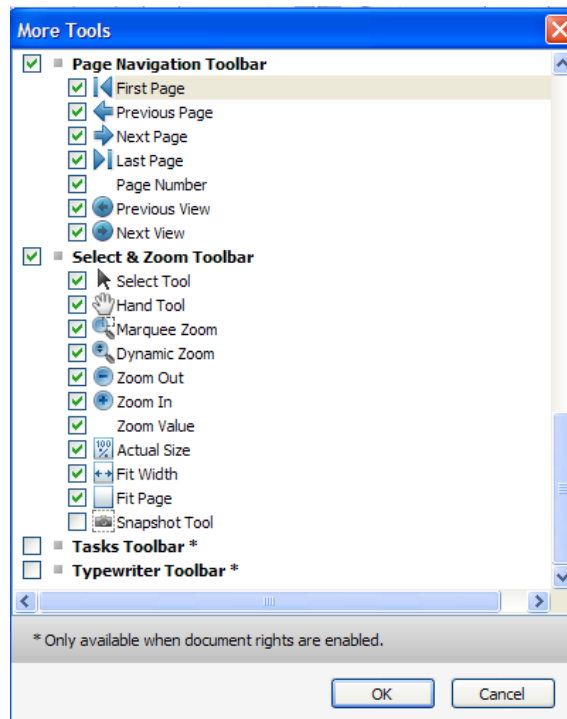 More Tools
Page Navigation Toolbar
First Page
Previous Page
Next Page
Last Page
Page Number
Previous View
Next View
Select & Zoom Toolbar
Select Tool
Hand Tool
Marquee Zoom
Dynamic Zoom
Zoom Out
Zoom In
Zoom Value
100% Actual Size
Fit Width
Fit Page
Snapshot Tool
Tasks Toolbar *
Typewriter Toolbar *
* Only available when document rights are enabled.
OK Cancel